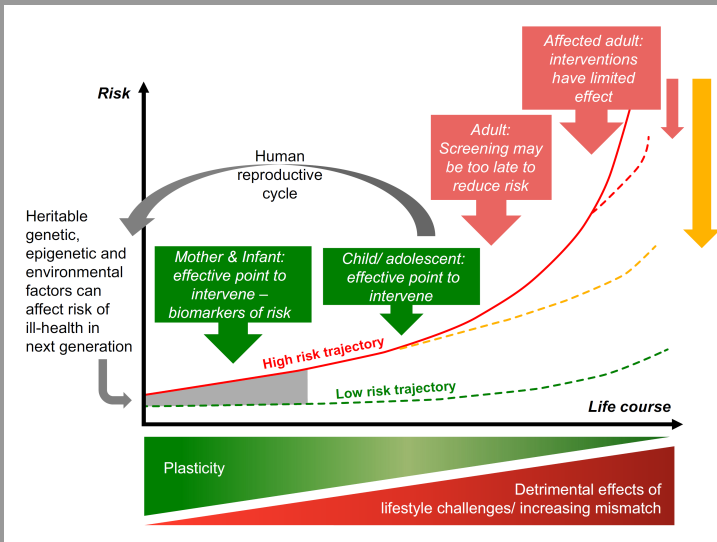 Affected adult:
interventions
have limited
effect
Risk
Adult:
Screening may
be too late to
reduce risk
Human
reproductive
cycle
Heritable
genetic,
epigenetic and
environmental
factors can
affect risk of
ill-health in
next generation
Mother & Infant:
effective point to
intervene –
biomarkers of risk
Child/ adolescent:
effective point to
intervene
High risk trajectory
Low risk trajectory
Life course
Plasticity
Detrimental effects of
lifestyle challenges/ increasing mismatch